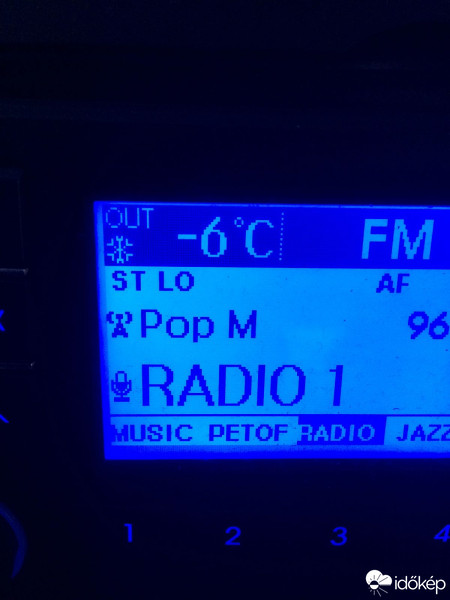 OUT -6°C FM
ST LO AF
Pop M 96
RADIO 1
MUSIC PETOF RADIO JAZZ
1 2 3 4
időkép